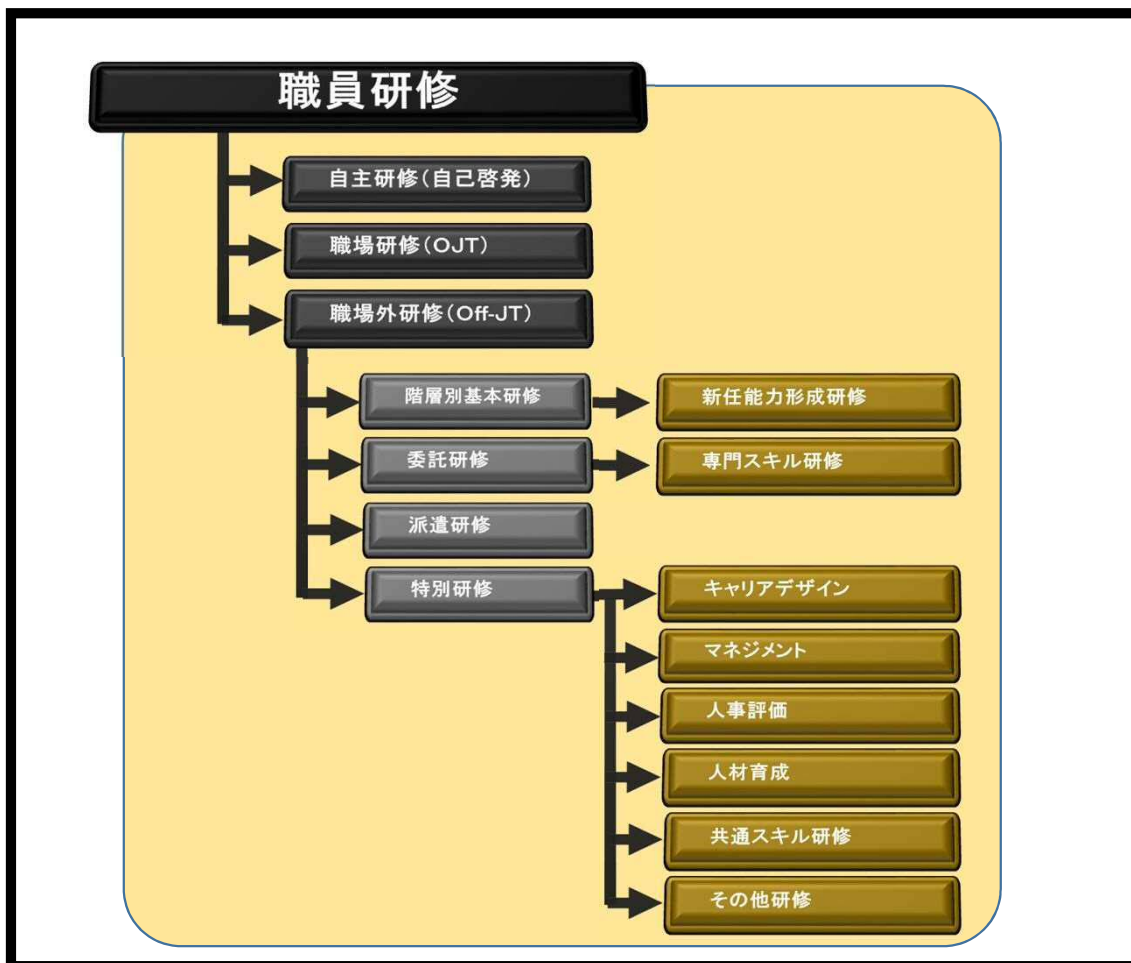 職員研修
自主研修(自己啓発)
職場研修(OJT)
職場外研修(Off-JT)
階層別基本研修
新任能力形成研修
委託研修
専門スキル研修
派遣研修
特別研修
キャリアデザイン
マネジメント
人事評価
人材育成
共通スキル研修
その他研修